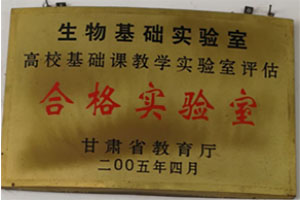 生物基础实验室
高校基础课教学实验室评估
合格实验室
甘肃省教育厅
二00五年四月